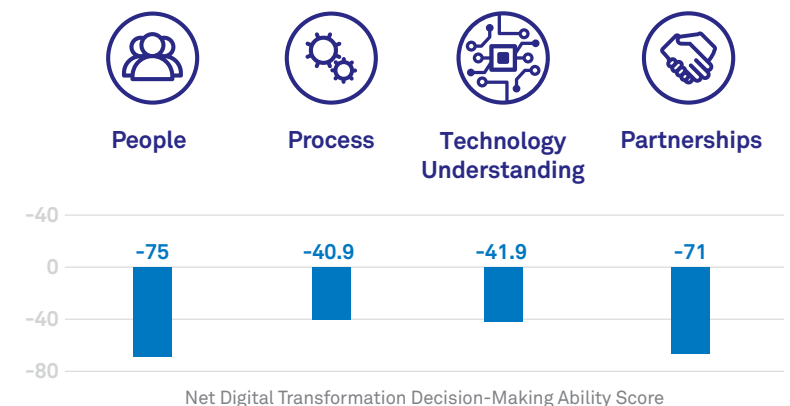 People Process Technology Understanding Partnerships
-40
-75 -40.9 -41.9 -71
0
-40
-80
Net Digital Transformation Decision-Making Ability Score